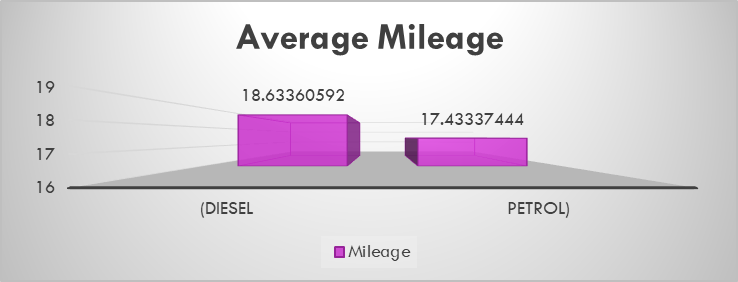 Average Mileage
19
18.63360592
18
17.43337444
17
16
(DIESEL PETROL)
Mileage